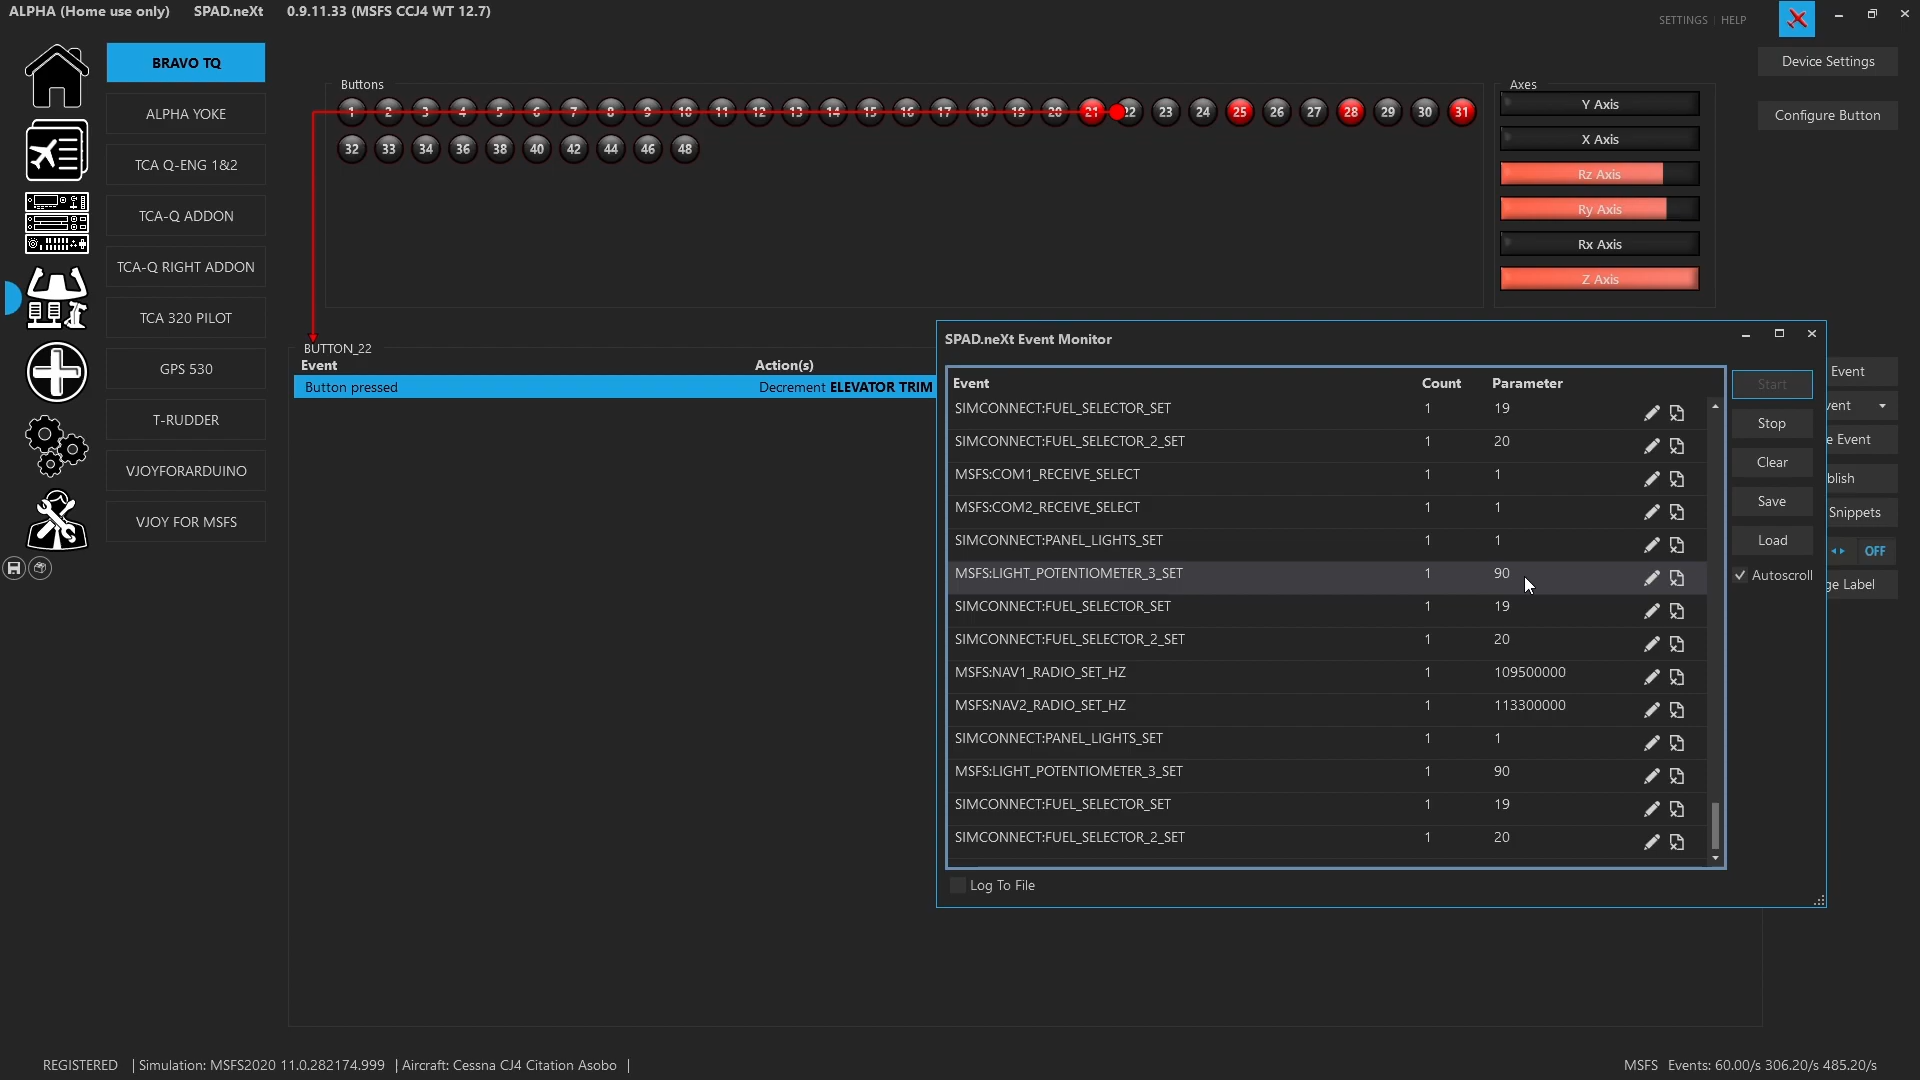 ALPHA (Home use only) SPAD.neXt 0.9.11.33 (MSFS CCJ4 WT 12.7)
SETTINGS | HELP
BRAVO TQ
ALPHA YOKE
TCA Q-ENG 1&2
TCA-Q ADDON
TCA-Q RIGHT ADDON
TCA 320 PILOT
GPS 530
T-RUDDER
VJOYFORARDUINO
VJOY FOR MSFS
Buttons
1 2 3 4 5 6 7 8 9 10 11 12 13 14 15 16 17 18 19 20 21 22 23 24 25 26 27 28 29 30 31
32 33 34 36 38 40 42 44 46 48
Axes
Y Axis
X Axis
Rz Axis
Ry Axis
Rx Axis
Z Axis
Device Settings
Configure Button
BUTTON_22
Event Action(s)
Button pressed Decrement ELEVATOR TRIM
SPAD.neXt Event Monitor
Event Count Parameter
SIMCONNECT:FUEL_SELECTOR_SET 1 19
SIMCONNECT:FUEL_SELECTOR_2_SET 1 20
MSFS:COM1_RECEIVE_SELECT 1 1
MSFS:COM2_RECEIVE_SELECT 1 1
SIMCONNECT:PANEL_LIGHTS_SET 1 1
MSFS:LIGHT_POTENTIOMETER_3_SET 1 90
SIMCONNECT:FUEL_SELECTOR_SET 1 19
SIMCONNECT:FUEL_SELECTOR_2_SET 1 20
MSFS:NAV1_RADIO_SET_HZ 1 109500000
MSFS:NAV2_RADIO_SET_HZ 1 113300000
SIMCONNECT:PANEL_LIGHTS_SET 1 1
MSFS:LIGHT_POTENTIOMETER_3_SET 1 90
SIMCONNECT:FUEL_SELECTOR_SET 1 19
SIMCONNECT:FUEL_SELECTOR_2_SET 1 20
Start
Stop
Clear
Save
Load
Autoscroll
Log To File
Event
vent
e Event
blish
Snippets
OFF
ge Label
REGISTERED | Simulation: MSFS2020 11.0.282174.999 | Aircraft: Cessna CJ4 Citation Asobo |
MSFS Events: 60.00/s 306.20/s 485.20/s